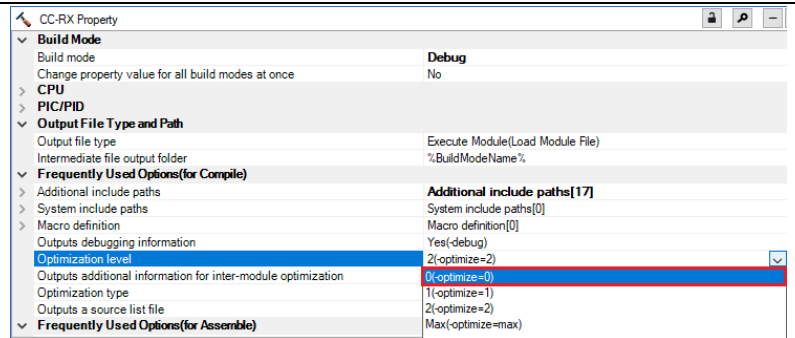 CC-RX Property
Build Mode
Build mode Debug
Change property value for all build modes at once No
CPU
PIC/PID
Output File Type and Path
Output file type Execute Module(Load Module File)
Intermediate file output folder %BuildModeName%
Frequently Used Options(for Compile)
Additional include paths Additional include paths[17]
System include paths System include paths[0]
Macro definition Macro definition[0]
Outputs debugging information Yes(-debug)
Optimization level 2(-optimize=2)
Outputs additional information for inter-module optimization 0(-optimize=0)
Optimization type 1(-optimize=1)
Outputs a source list file 2(-optimize=2)
Frequently Used Options(for Assemble) Max(-optimize=max)